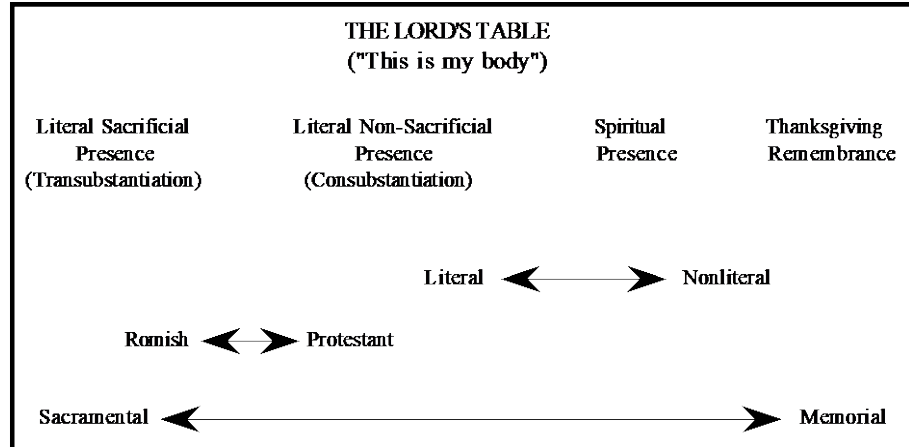 THE LORD'S TABLE
("This is my body")
Literal Sacrificial
Presence
(Transubstantiation)
Literal Non-Sacrificial
Presence
(Consubstantiation)
Spiritual
Presence
Thanksgiving
Remembrance
Literal Nonliteral
Romish Protestant
Sacramental Memorial